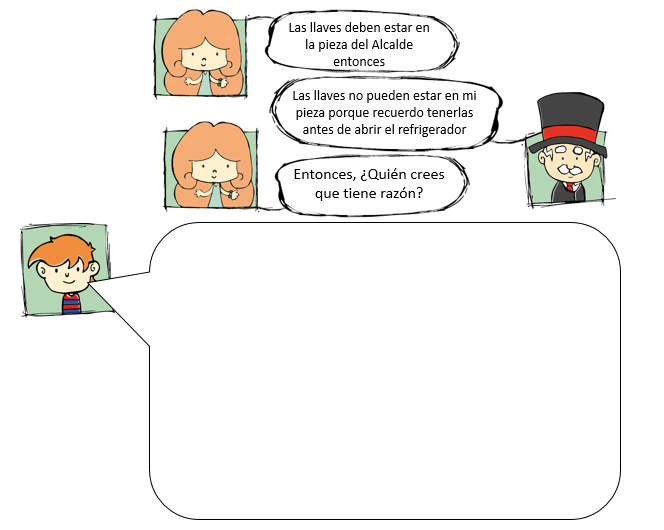 Las llaves deben estar en
la pieza del Alcalde
entonces
Las llaves no pueden estar en mi
pieza porque recuerdo tenerlas
antes de abrir el refrigerador
Entonces, ¿Quién crees
que tiene razón?